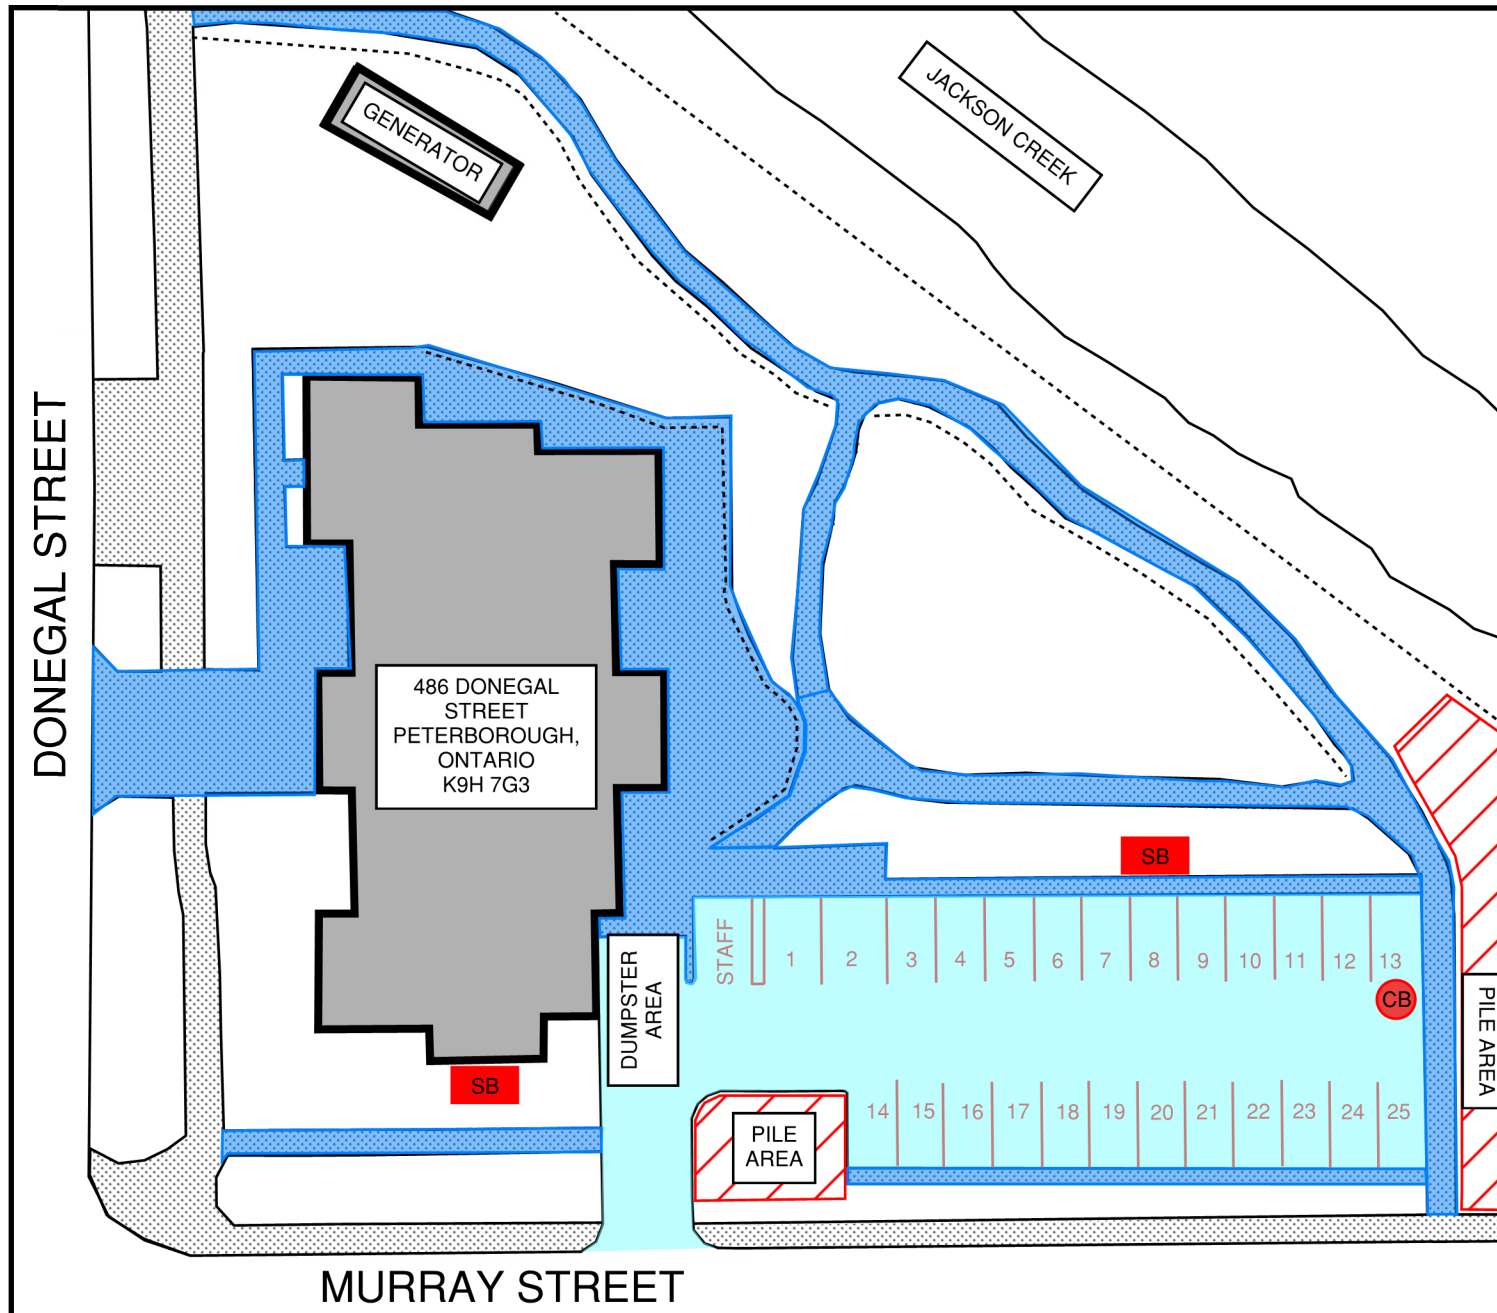 JACKSON CREEK
GENERATOR
DONEGAL STREET
486 DONEGAL
STREET
PETERBOROUGH,
ONTARIO
K9H 7G3
SB
STAFF
1
2
3
4
5
6
7
8
9
10
11
12
13
CB
DUMPSTER
AREA
PILE AREA
SB
PILE
AREA
14
15
16
17
18
19
20
21
22
23
24
25
MURRAY STREET